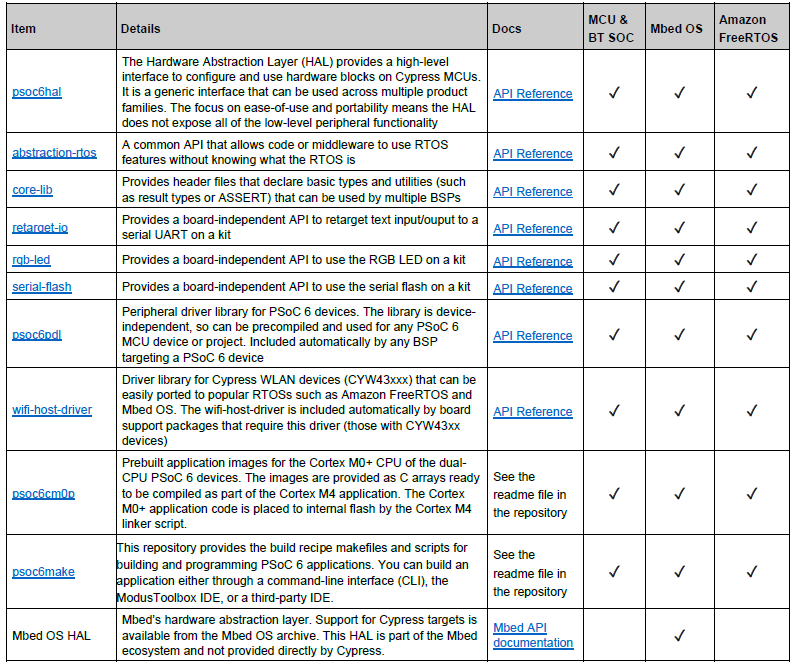 Item
Details
Docs
MCU &
BT SOC
Mbed OS
Amazon
FreeRTOS
psoc6hal
The Hardware Abstraction Layer (HAL) provides a high-level
interface to configure and use hardware blocks on Cypress MCUs.
It is a generic interface that can be used across multiple product
families. The focus on ease-of-use and portability means the HAL
does not expose all of the low-level peripheral functionality
API Reference
✓
✓
✓
abstraction-rtos
A common API that allows code or middleware to use RTOS
features without knowing what the RTOS is
API Reference
✓
✓
✓
core-lib
Provides header files that declare basic types and utilities (such
as result types or ASSERT) that can be used by multiple BSPs
API Reference
✓
✓
✓
retarget-io
Provides a board-independent API to retarget text input/ouput to a
serial UART on a kit
API Reference
✓
✓
✓
rgb-led
Provides a board-independent API to use the RGB LED on a kit
API Reference
✓
✓
✓
serial-flash
Provides a board-independent API to use the serial flash on a kit
API Reference
✓
✓
✓
psoc6pdl
Peripheral driver library for PSoC 6 devices. The library is device-
independent, so can be precompiled and used for any PSoC 6
MCU device or project. Included automatically by any BSP
targeting a PSoC 6 device
API Reference
✓
✓
✓
wifi-host-driver
Driver library for Cypress WLAN devices (CYW43xxx) that can be
easily ported to popular RTOSs such as Amazon FreeRTOS and
Mbed OS. The wifi-host-driver is included automatically by board
support packages that require this driver (those with CYW43xx
devices)
API Reference
✓
✓
✓
psoc6cm0p
Prebuilt application images for the Cortex M0+ CPU of the dual-
CPU PSoC 6 devices. The images are provided as C arrays ready
to be compiled as part of the Cortex M4 application. The Cortex
M0+ application code is placed to internal flash by the Cortex M4
linker script.
See the
readme file in
the repository
✓
✓
✓
psoc6make
This repository provides the build recipe makefiles and scripts for
building and programming PSoC 6 applications. You can build an
application either through a command-line interface (CLI), the
ModusToolbox IDE, or a third-party IDE.
See the
readme file in
the repository
✓
✓
✓
Mbed OS HAL
Mbed's hardware abstraction layer. Support for Cypress targets is
available from the Mbed OS archive. This HAL is part of the Mbed
ecosystem and not provided directly by Cypress.
Mbed API
documentation
✓